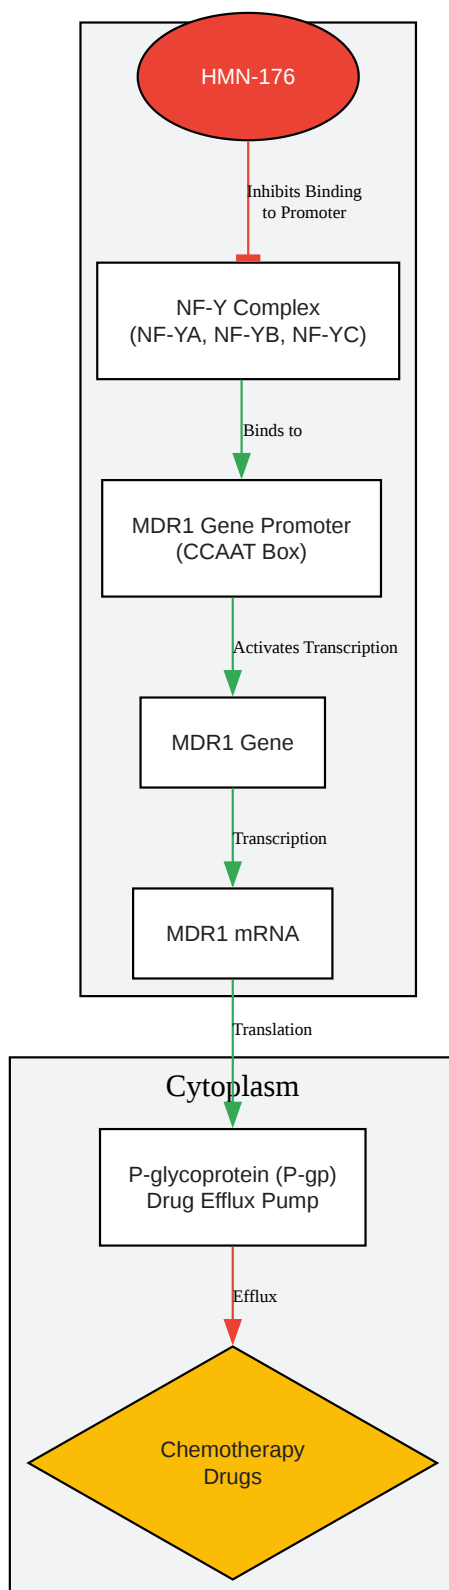 HMN-176
Inhibits Binding
to Promoter
NF-Y Complex
(NF-YA, NF-YB, NF-YC)
Binds to
MDR1 Gene Promoter
(CCAAT Box)
Activates Transcription
MDR1 Gene
Transcription
MDR1 mRNA
Translation
Cytoplasm
P-glycoprotein (P-gp)
Drug Efflux Pump
Efflux
Chemotherapy
Drugs